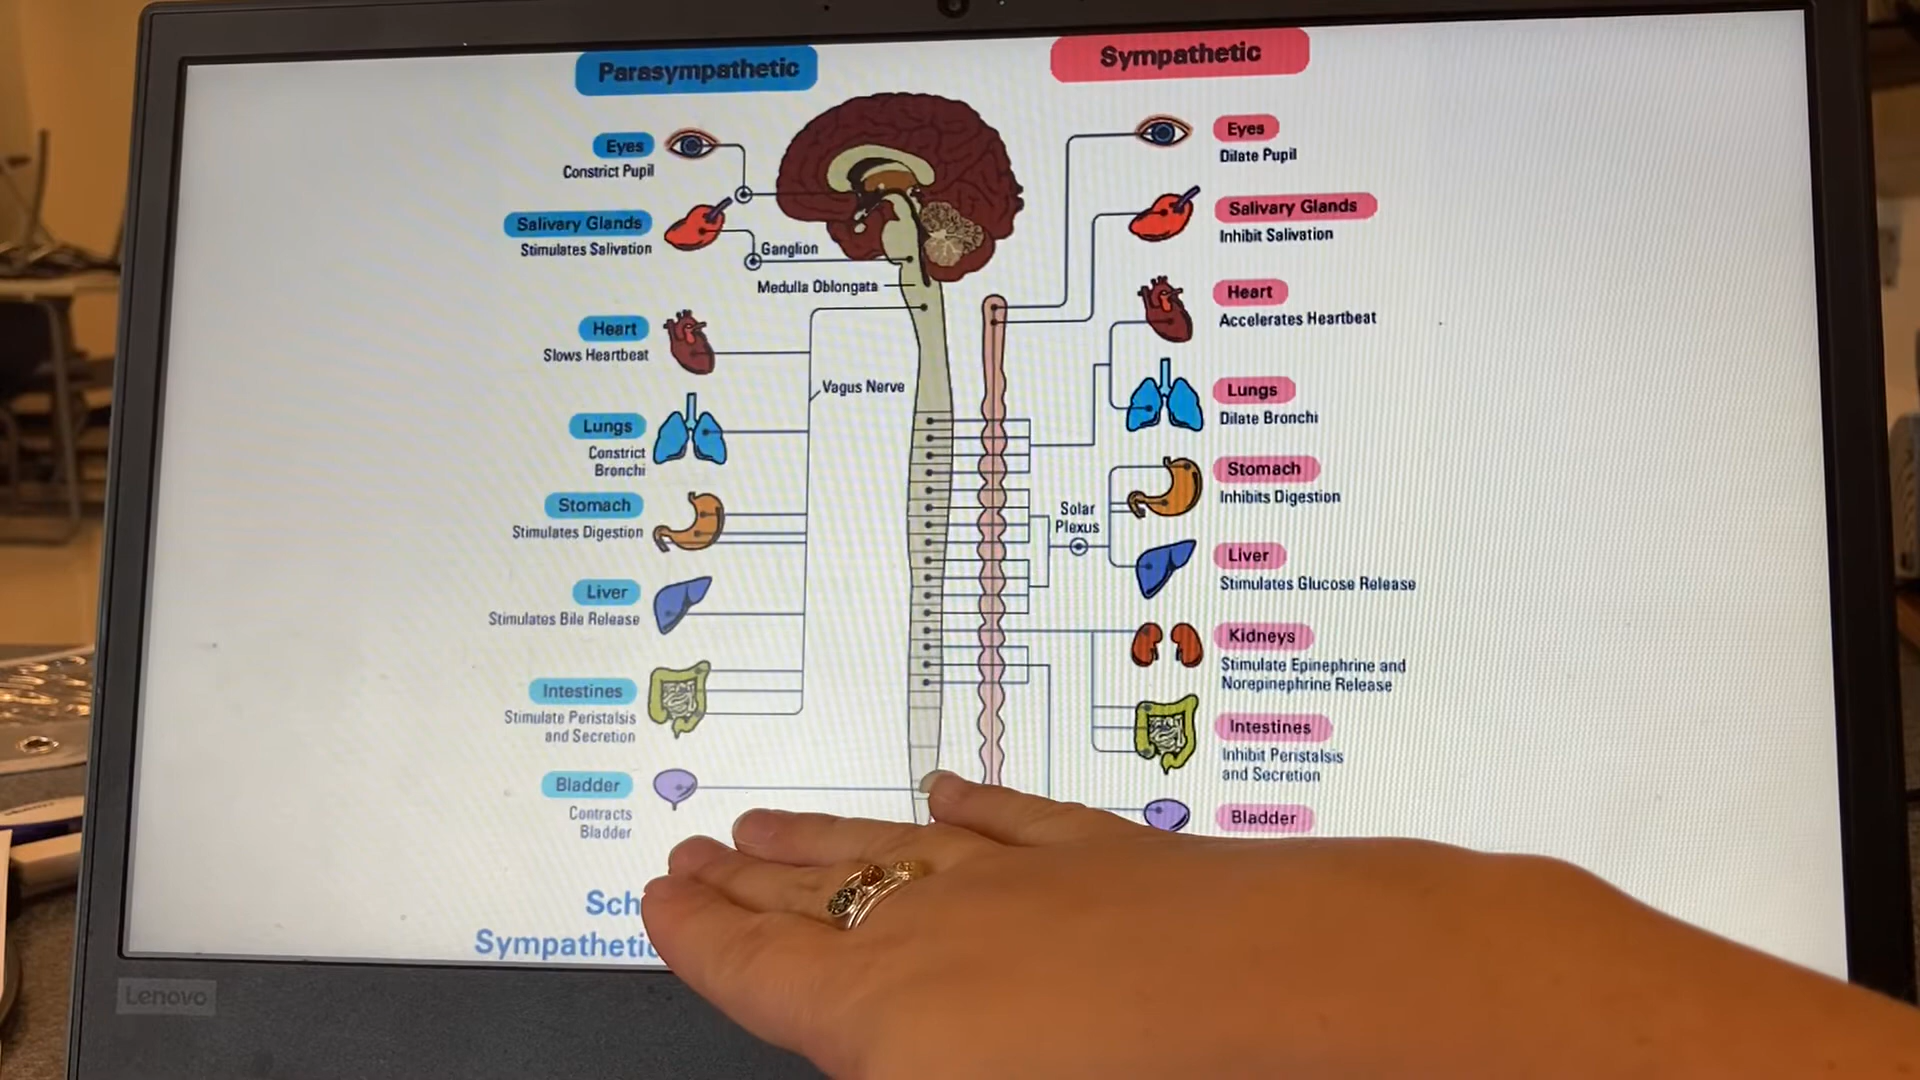 Parasympathetic
Sympathetic
Eyes
Constrict Pupil
Salivary Glands
Stimulates Salivation
Ganglion
Medulla Oblongata
Heart
Slows Heartbeat
Vagus Nerve
Lungs
Constrict
Bronchi
Stomach
Stimulates Digestion
Liver
Stimulates Bile Release
Intestines
Stimulate Peristalsis
and Secretion
Bladder
Contracts
Bladder
Eyes
Dilate Pupil
Salivary Glands
Inhibit Salivation
Heart
Accelerates Heartbeat
Lungs
Dilate Bronchi
Stomach
Inhibits Digestion
Solar
Plexus
Liver
Stimulates Glucose Release
Kidneys
Stimulate Epinephrine and
Norepinephrine Release
Intestines
Inhibit Peristalsis
and Secretion
Bladder
Sch
Sympathetic
Lenovo